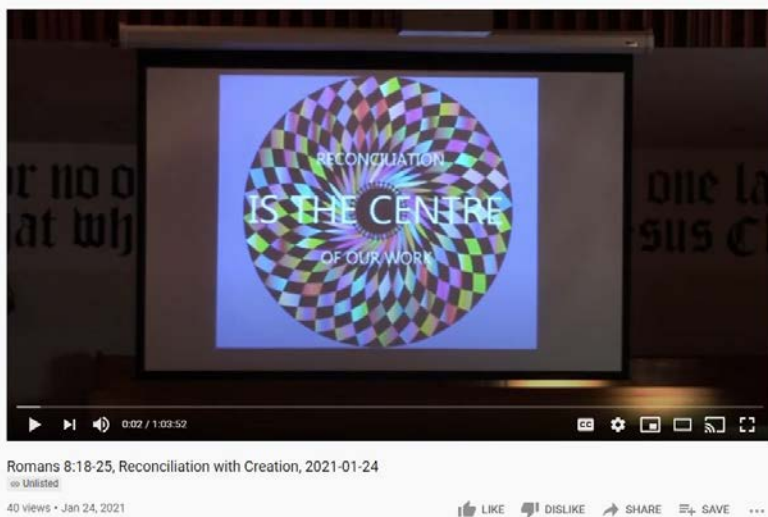 r no o
at wh
one la
sus C
RECONCILIATION
IS THE CENTRE
OF OUR WORK
0:02 / 1:03:52
CC
Romans 8:18-25, Reconciliation with Creation, 2021-01-24
Unlisted
40 views • Jan 24, 2021
LIKE
DISLIKE
SHARE
SAVE